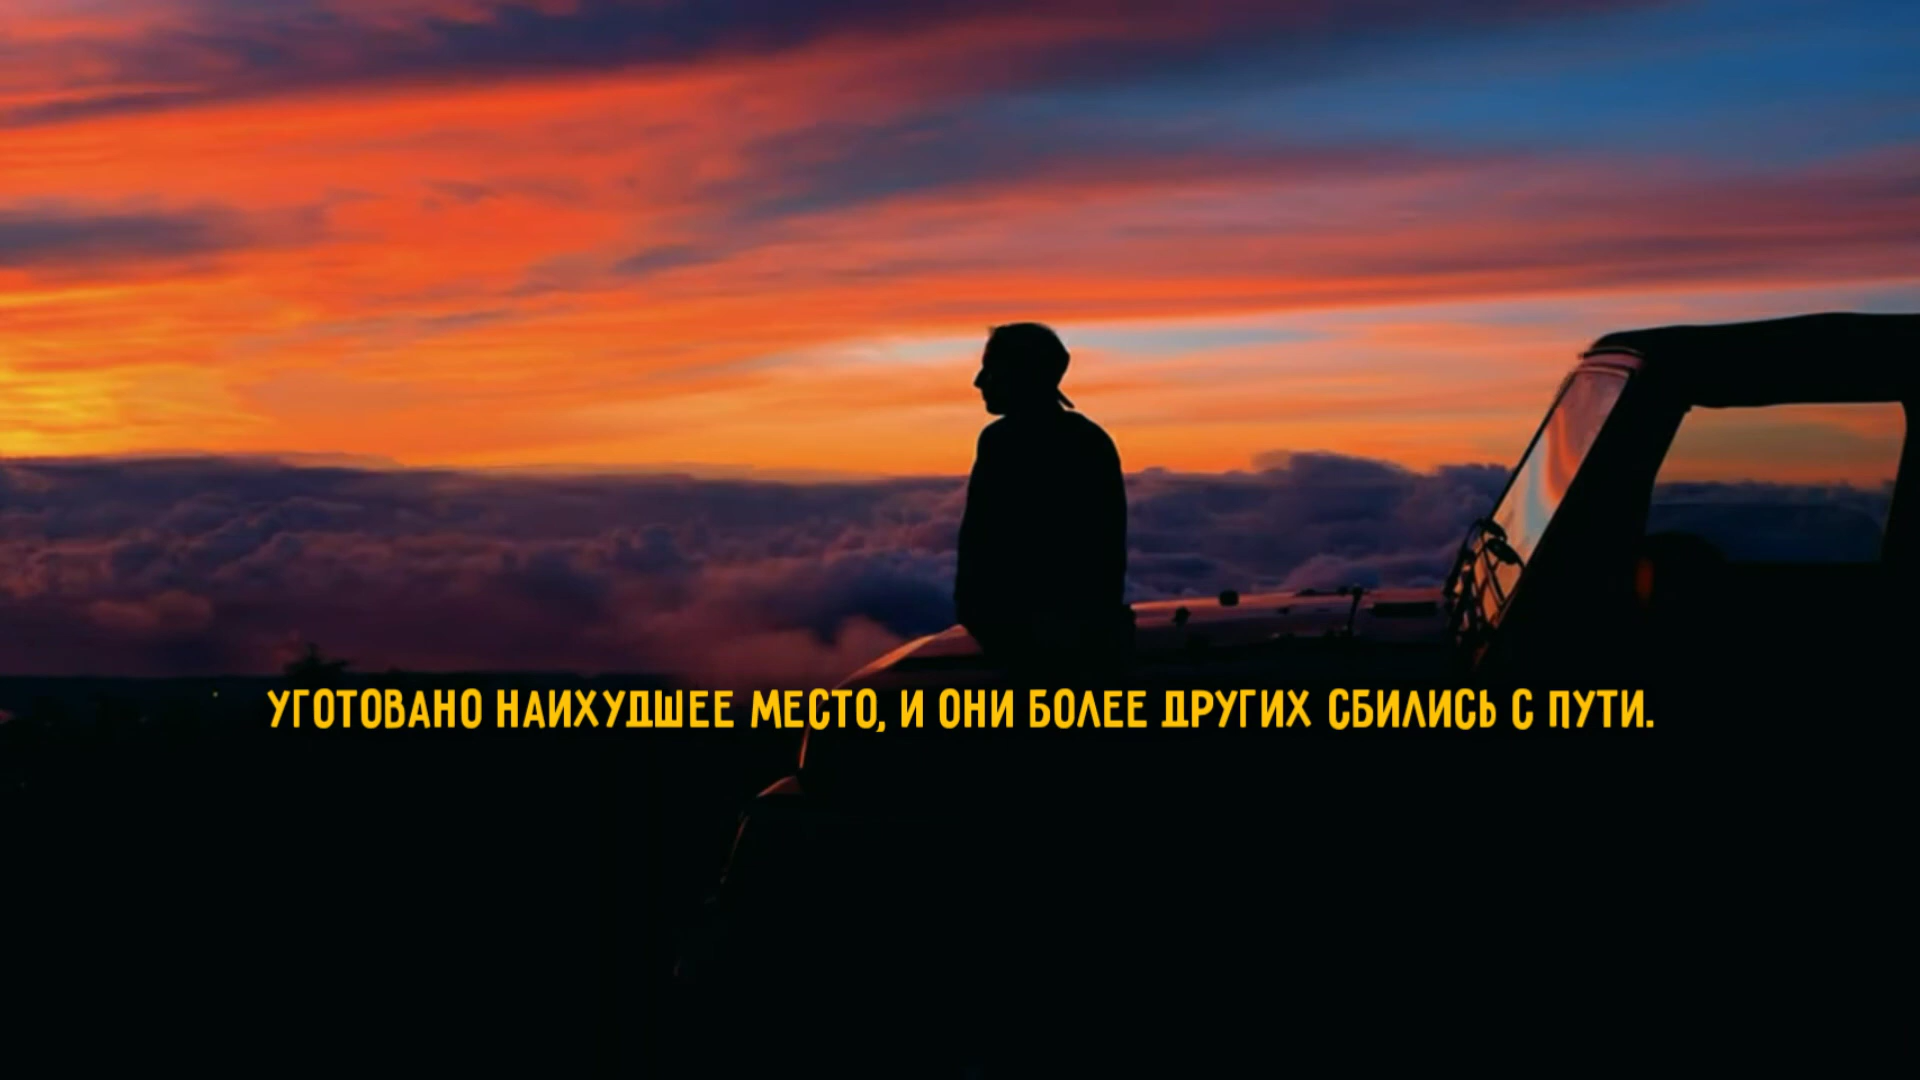 УГОТОВАНО НАИХУДШЕЕ МЕСТО, И ОНИ БОЛЕЕ ДРУГИХ СБИЛИСЬ С ПУТИ.